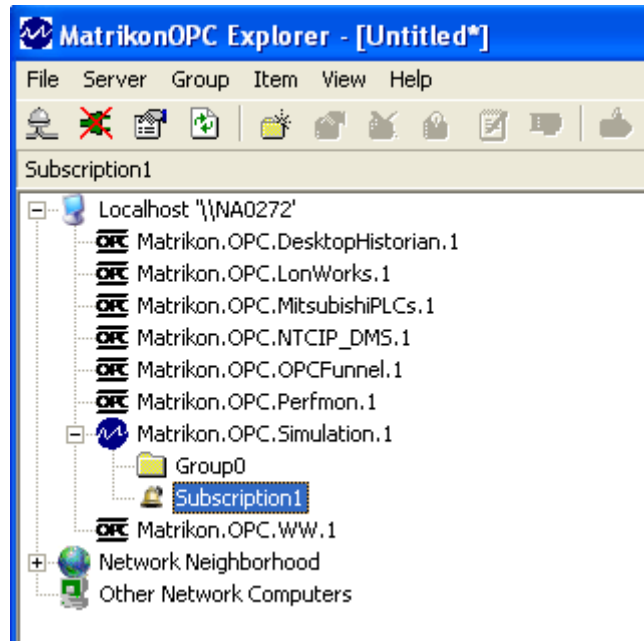 MatrikonOPC Explorer - [Untitled*]
File Server Group Item View Help
Subscription1
Localhost '\\NA0272'
OPC Matrikon.OPC.DesktopHistorian.1
OPC Matrikon.OPC.LonWorks.1
OPC Matrikon.OPC.MitsubishiPLCs.1
OPC Matrikon.OPC.NTCIP_DMS.1
OPC Matrikon.OPC.OPCFunnel.1
OPC Matrikon.OPC.Perfmon.1
Matrikon.OPC.Simulation.1
Group0
Subscription1
OPC Matrikon.OPC.WW.1
Network Neighborhood
Other Network Computers